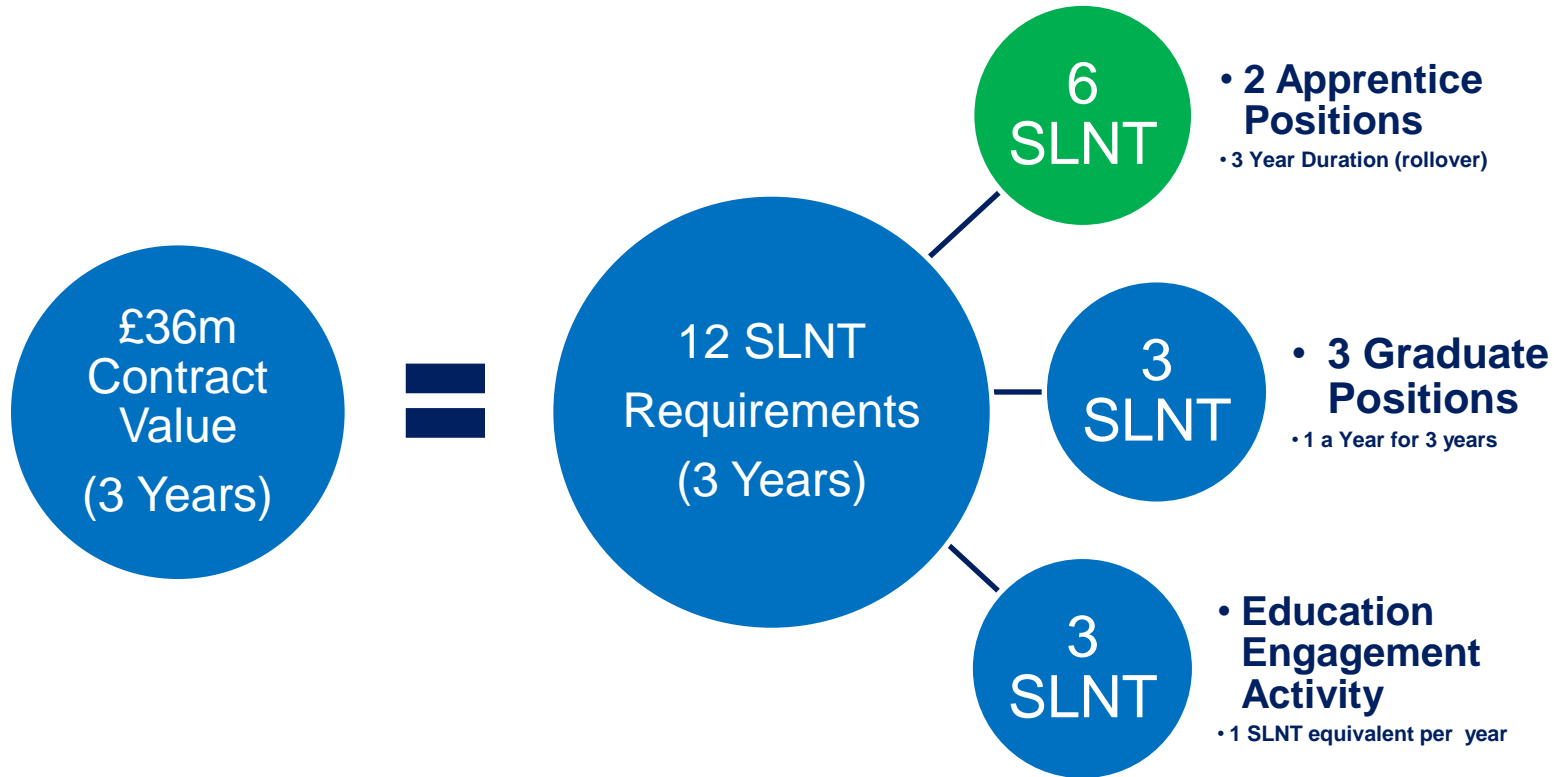 £36m
Contract
Value
(3 Years)
=
12 SLNT
Requirements
(3 Years)
6
SLNT
• 2 Apprentice
Positions
• 3 Year Duration (rollover)
3
SLNT
• 3 Graduate
Positions
• 1 a Year for 3 years
3
SLNT
• Education
Engagement
Activity
• 1 SLNT equivalent per year